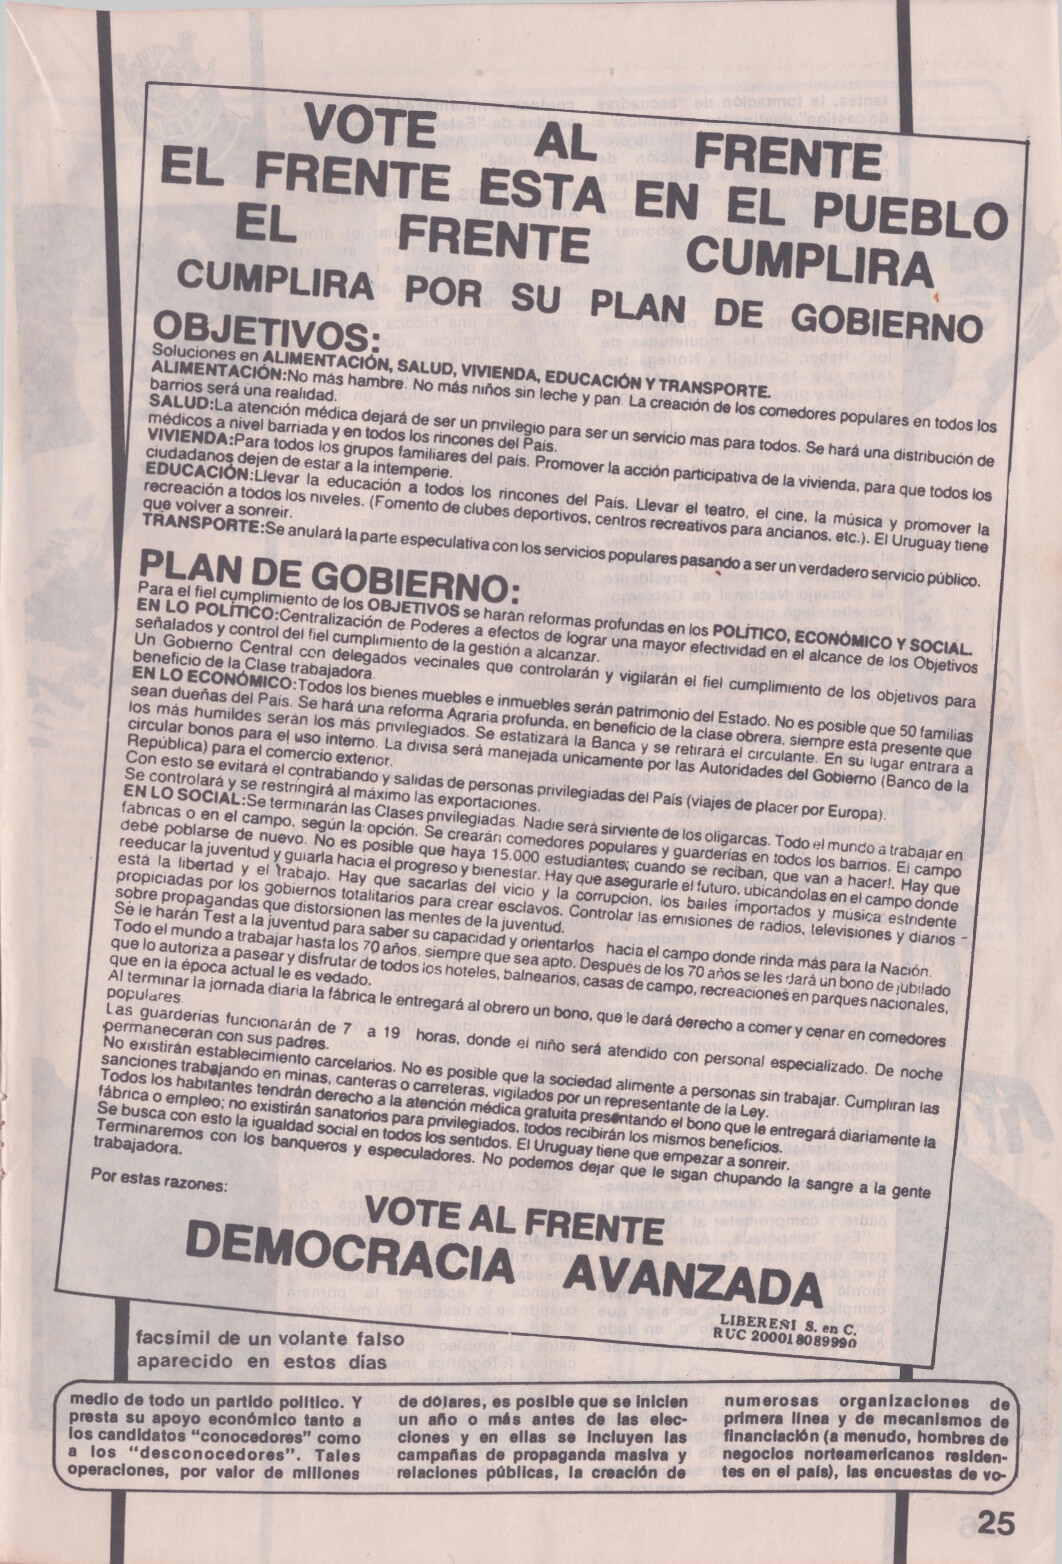 VOTE AL FRENTE
EL FRENTE ESTA EN EL PUEBLO
EL FRENTE CUMPLIRA
CUMPLIRA POR SU PLAN DE GOBIERNO
OBJETIVOS:
Soluciones en ALIMENTACIÓN, SALUD, VIVIENDA, EDUCACIÓN Y TRANSPORTE.
ALIMENTACIÓN:No más hambre. No más niños sin leche y pan. La creación de los comedores populares en todos los
barrios será una realidad.
SALUD:La atención médica dejará de ser un privilegio para ser un servicio mas para todos. Se hará una distribución de
médicos a nivel barriada y en todos los rincones del País.
VIVIENDA:Para todos los grupos familiares del país. Promover la acción participativa de la vivienda, para que todos los
ciudadanos dejen de estar a la intemperie.
EDUCACIÓN:Llevar la educación a todos los rincones del País. Llevar el teatro, el cine, la música y promover la
recreación a todos los niveles. (Fomento de clubes deportivos, centros recreativos para ancianos, etc.). El Uruguay tiene
que volver a sonreir.
TRANSPORTE:Se anulará la parte especulativa con los servicios populares pasando a ser un verdadero servicio público.
PLAN DE GOBIERNO:
Para el fiel cumplimiento de los OBJETIVOS se harán reformas profundas en los POLÍTICO, ECONÓMICO Y SOCIAL.
EN LO POLÍTICO:Centralización de Poderes a efectos de lograr una mayor efectividad en el alcance de los Objetivos
señalados y control del fiel cumplimiento de la gestión a alcanzar.
Un Gobierno Central con delegados vecinales que controlarán y vigilarán el fiel cumplimiento de los objetivos para
beneficio de la Clase trabajadora.
EN LO ECONÓMICO:Todos los bienes muebles e inmuebles serán patrimonio del Estado. No es posible que 50 familias
sean dueñas del País. Se hará una reforma Agraria profunda, en beneficio de la clase obrera, siempre está presente que
los más humildes serán los más privilegiados. Se estatizará la Banca y se retirará el circulante. En su lugar entrara a
circular bonos para el uso interno. La divisa será manejada unicamente por las Autoridades del Gobierno (Banco de la
República) para el comercio exterior.
Con esto se evitará el contrabando y salidas de personas privilegiadas del País (viajes de placer por Europa).
Se controlará y se restringirá al máximo las exportaciones.
EN LO SOCIAL:Se terminarán las Clases privilegiadas. Nadie será sirviente de los oligarcas. Todo el mundo a trabajar en
fabricas o en el campo, según la opción. Se crearán comedores populares y guarderías en todos los barrios. El campo
debe poblarse de nuevo. No es posible que haya 15.000 estudiantes; cuando se reciban, que van a hacer!. Hay que
reeducar la juventud y guiarla hacia el progreso y bienestar. Hay que asegurarle el futuro, ubicándolas en el campo donde
está la libertad y el trabajo. Hay que sacarlas del vicio y la corrupcion, los bailes importados y música estridente
propiciadas por los gobiernos totalitarios para crear esclavos. Controlar las emisiones de radios, televisiones y diarios -
sobre propagandas que distorsionen las mentes de la juventud.
Se le harán Test a la juventud para saber su capacidad y orientarlos hacia el campo donde rinda más para la Nación.
Todo el mundo a trabajar hasta los 70 años, siempre que sea apto. Después de los 70 años se les dará un bono de jubilado
que lo autoriza a pasear y disfrutar de todos los hoteles, balnearios, casas de campo, recreaciones en parques nacionales,
que en la época actual le es vedado.
Al terminar la jornada diaria la fábrica le entregará al obrero un bono, que le dará derecho a comer y cenar en comedores
populares.
Las guarderias funcionarán de 7 a 19 horas, donde el niño será atendido con personal especializado. De noche
permaneceran con sus padres.
No existirán establecimiento carcelarios. No es posible que la sociedad alimente a personas sin trabajar. Cumpliran las
sanciones trabajando en minas, canteras o carreteras, vigilados por un representante de la Ley.
Todos los habitantes tendrán derecho a la atención médica gratuita presentando el bono que le entregará diariamente la
fábrica o empleo; no existirán sanatorios para privilegiados, todos recibirán los mismos beneficios.
Se busca con esto la igualdad social en todos los sentidos. El Uruguay tiene que empezar a sonreir.
Terminaremos con los banqueros y especuladores. No podemos dejar que le sigan chupando la sangre a la gente
trabajadora.
Por estas razones:
VOTE AL FRENTE
DEMOCRACIA AVANZADA
LIBEREÑI S. en C.
RUC 200018089990
facsimil de un volante falso
aparecido en estos días
medio de todo un partido político. Y
presta su apoyo económico tanto a
los candidatos "conocedores" como
a los "desconocedores". Tales
operaciones, por valor de millones
de dólares, es posible que se inicien
un año o más antes de las elec-
ciones y en ellas se incluyen las
campañas de propaganda masiva y
relaciones públicas, la creación de
numerosas organizaciones de
primera línea y de mecanismos de
financiación (a menudo, hombres de
negocios norteamericanos residen-
tes en el país), las encuestas de vo-
25